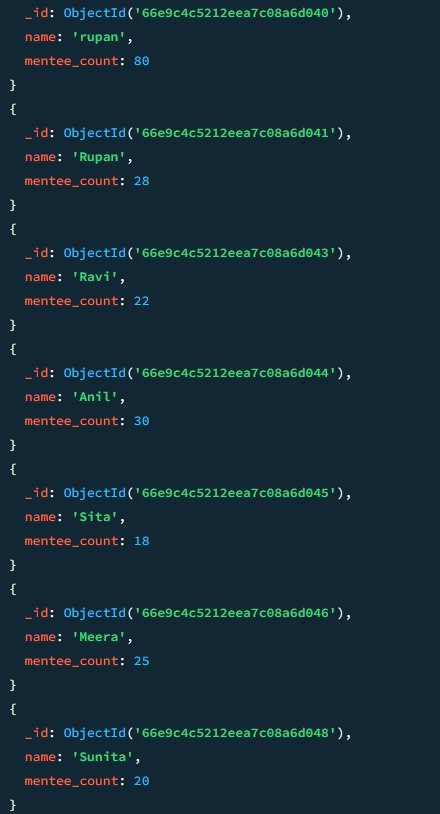 _id: ObjectId('66e9c4c5212eea7c08a6d040'),
name: 'rupan',
mentee_count: 80
}
{
_id: ObjectId('66e9c4c5212eea7c08a6d041'),
name: 'Rupan',
mentee_count: 28
}
{
_id: ObjectId('66e9c4c5212eea7c08a6d043'),
name: 'Ravi',
mentee_count: 22
}
{
_id: ObjectId('66e9c4c5212eea7c08a6d044'),
name: 'Anil',
mentee_count: 30
}
{
_id: ObjectId('66e9c4c5212eea7c08a6d045'),
name: 'Sita',
mentee_count: 18
}
{
_id: ObjectId('66e9c4c5212eea7c08a6d046'),
name: 'Meera',
mentee_count: 25
}
{
_id: ObjectId('66e9c4c5212eea7c08a6d048'),
name: 'Sunita',
mentee_count: 20
}